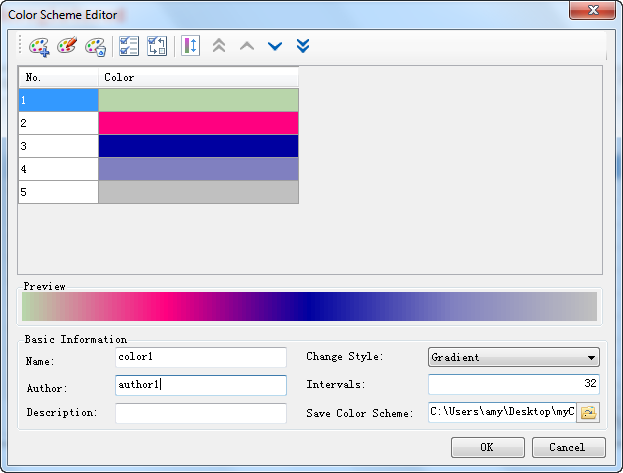 Color Scheme Editor
No. Color
1
2
3
4
5
Preview
Basic Information
Name: color1 Change Style: Gradient
Author: author1 Intervals: 32
Description: Save Color Scheme: C:\Users\amy\Desktop\myC
OK Cancel